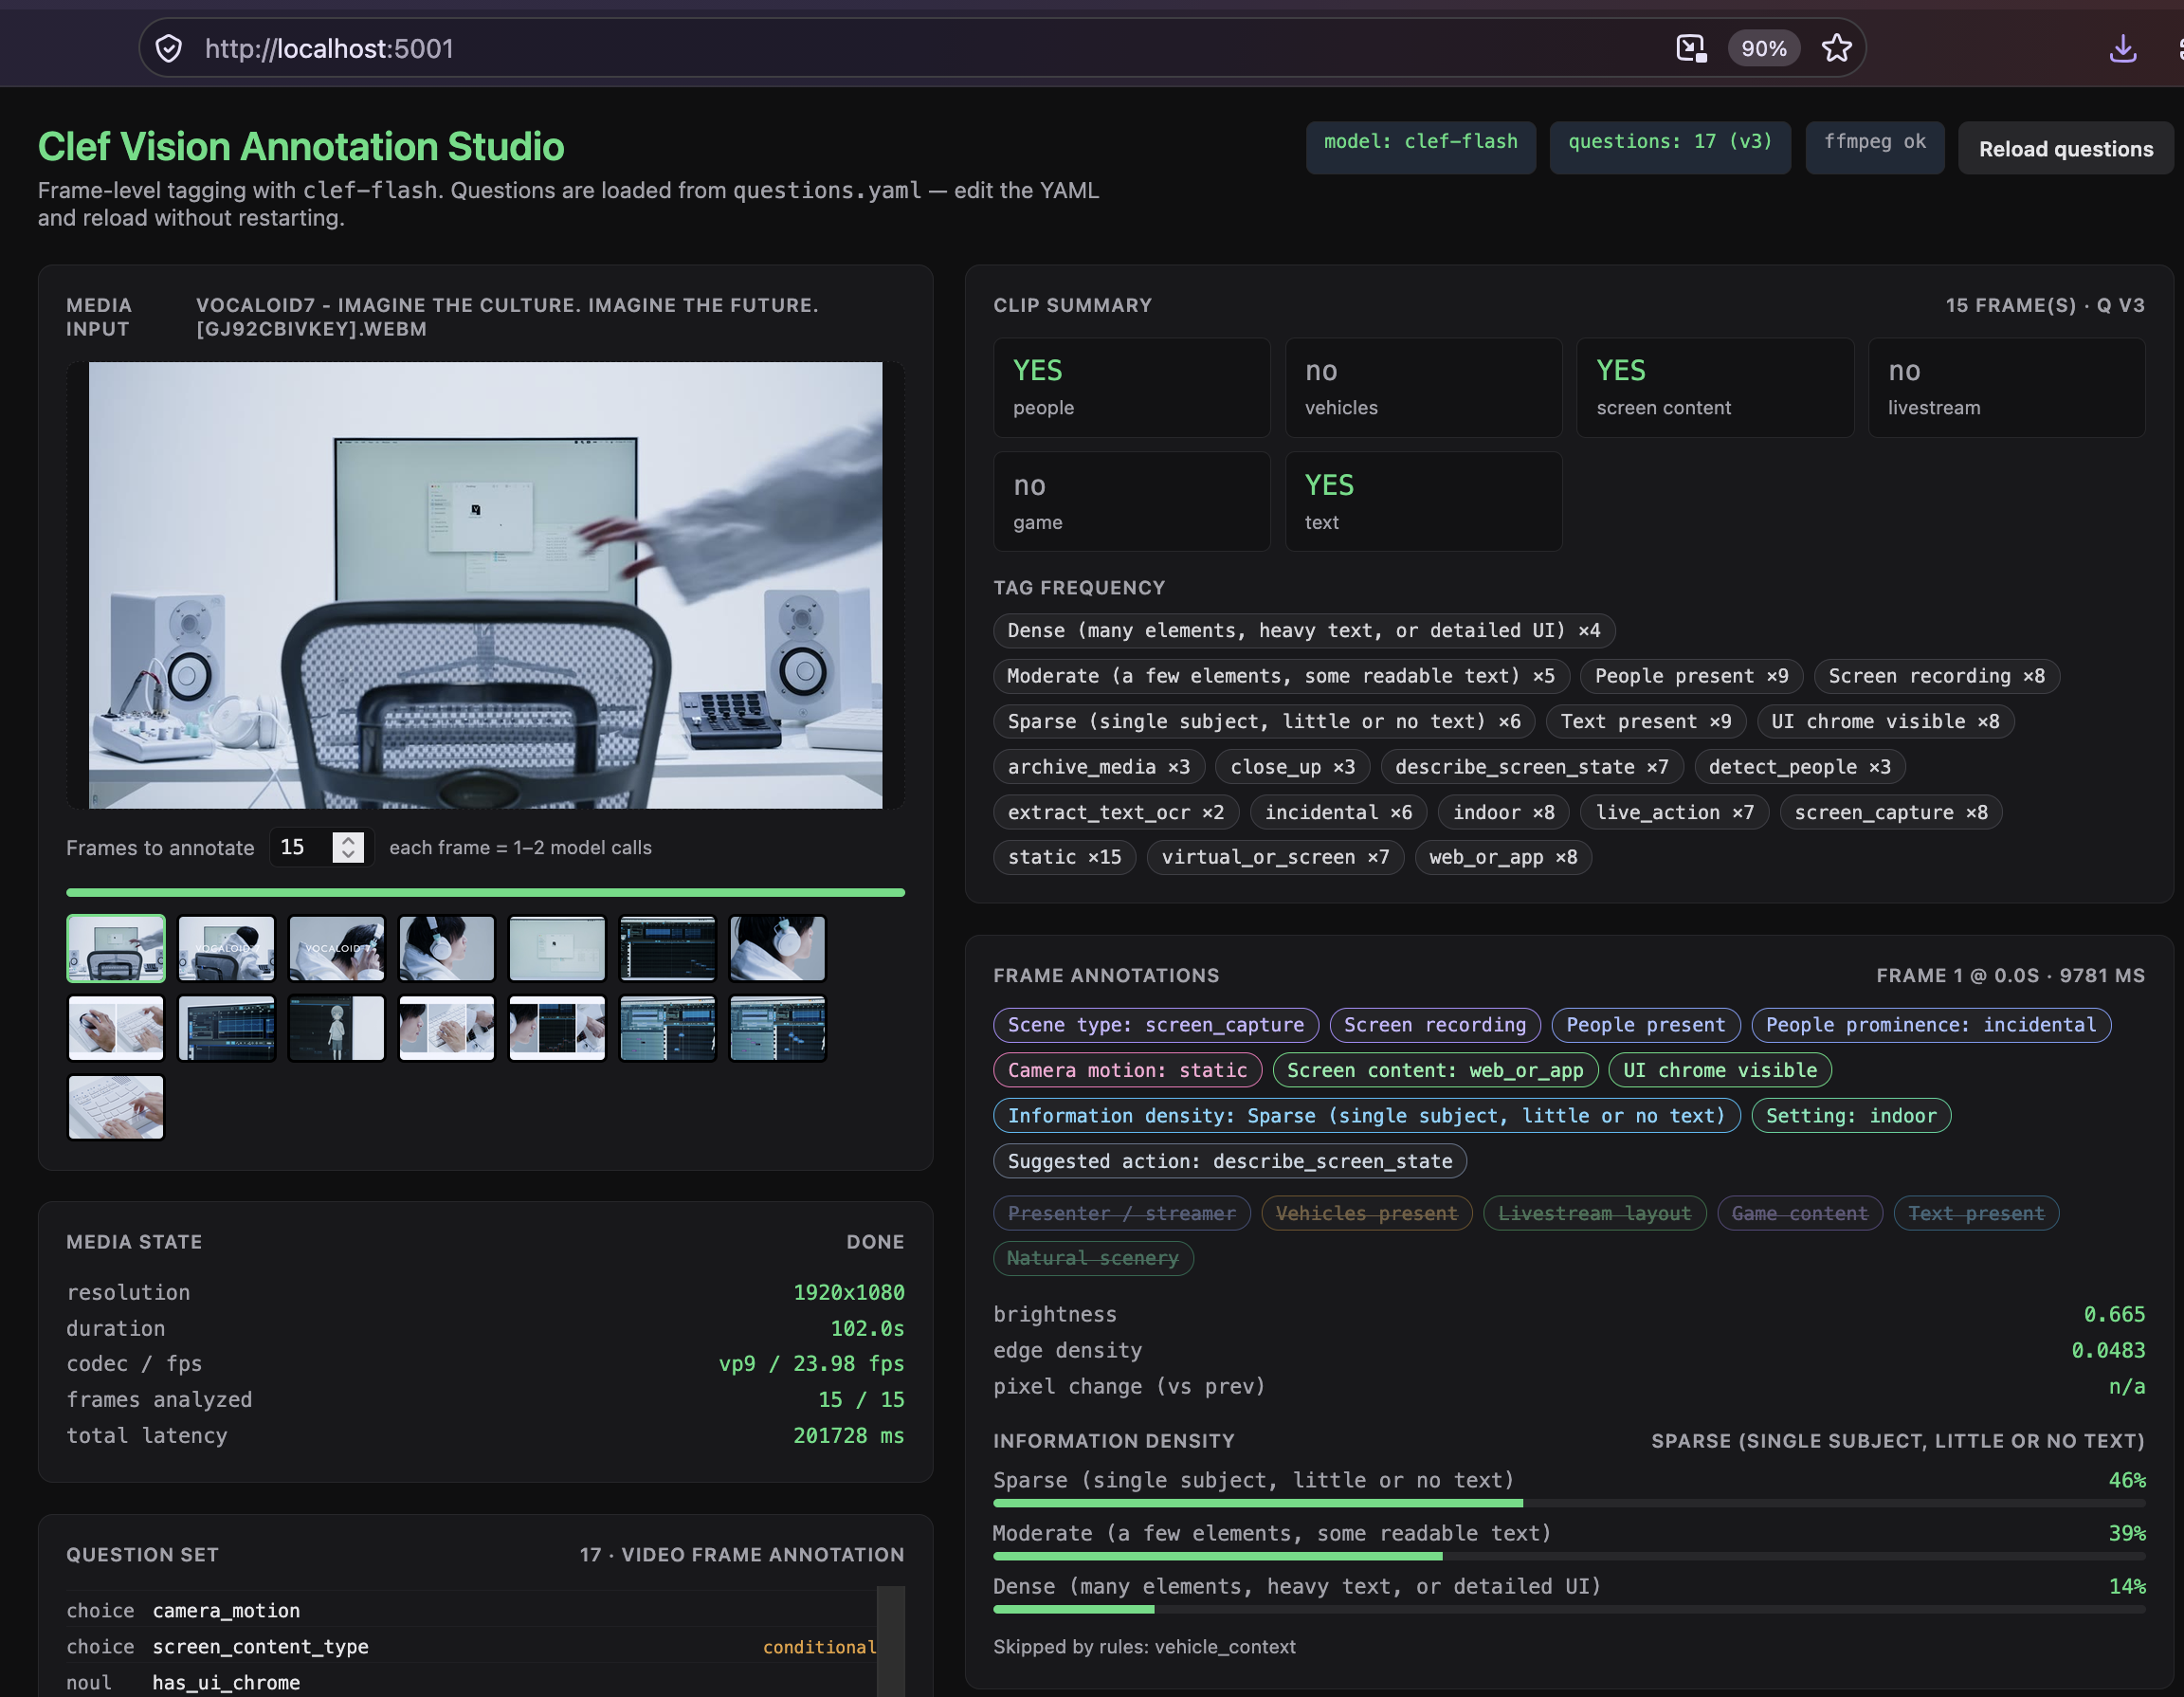 http://localhost:5001
90%
Clef Vision Annotation Studio
Frame-level tagging with clef-flash. Questions are loaded from questions.yaml — edit the YAML
and reload without restarting.
model: clef-flash
questions: 17 (v3)
ffmpeg ok
Reload questions
MEDIA
INPUT
VOCALOID7 - IMAGINE THE CULTURE. IMAGINE THE FUTURE.
[GJ92CBIVKEY].WEBM
Frames to annotate
15
each frame = 1–2 model calls
VOCALOID 7
VOCALOID 7
MEDIA STATE
DONE
resolution
1920x1080
duration
102.0s
codec / fps
vp9 / 23.98 fps
frames analyzed
15 / 15
total latency
201728 ms
QUESTION SET
17 · VIDEO FRAME ANNOTATION
choice camera_motion
choice screen_content_type
conditional
noul has_ui_chrome
CLIP SUMMARY
15 FRAME(S) · Q V3
YES
people
no
vehicles
YES
screen content
no
livestream
no
game
YES
text
TAG FREQUENCY
Dense (many elements, heavy text, or detailed UI) ×4
Moderate (a few elements, some readable text) ×5
People present ×9
Screen recording ×8
Sparse (single subject, little or no text) ×6
Text present ×9
UI chrome visible ×8
archive_media ×3
close_up ×3
describe_screen_state ×7
detect_people ×3
extract_text_ocr ×2
incidental ×6
indoor ×8
live_action ×7
screen_capture ×8
static ×15
virtual_or_screen ×7
web_or_app ×8
FRAME ANNOTATIONS
FRAME 1 @ 0.0S · 9781 MS
Scene type: screen_capture
Screen recording
People present
People prominence: incidental
Camera motion: static
Screen content: web_or_app
UI chrome visible
Information density: Sparse (single subject, little or no text)
Setting: indoor
Suggested action: describe_screen_state
Presenter / streamer
Vehicles present
Livestream layout
Game content
Text present
Natural scenery
brightness
0.665
edge density
0.0483
pixel change (vs prev)
n/a
INFORMATION DENSITY
SPARSE (SINGLE SUBJECT, LITTLE OR NO TEXT)
Sparse (single subject, little or no text)
46%
Moderate (a few elements, some readable text)
39%
Dense (many elements, heavy text, or detailed UI)
14%
Skipped by rules: vehicle_context